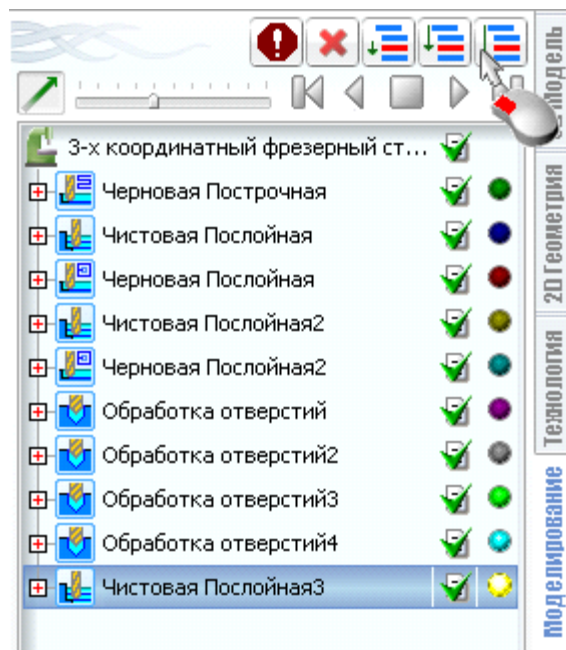 3-х координатный фрезерный ст...
Черновая Построчная
Чистовая Послойная
Черновая Послойная
Чистовая Послойная2
Черновая Послойная2
Обработка отверстий
Обработка отверстий2
Обработка отверстий3
Обработка отверстий4
Чистовая Послойная3
Модель
2D Геометрия
Технология
Моделирование